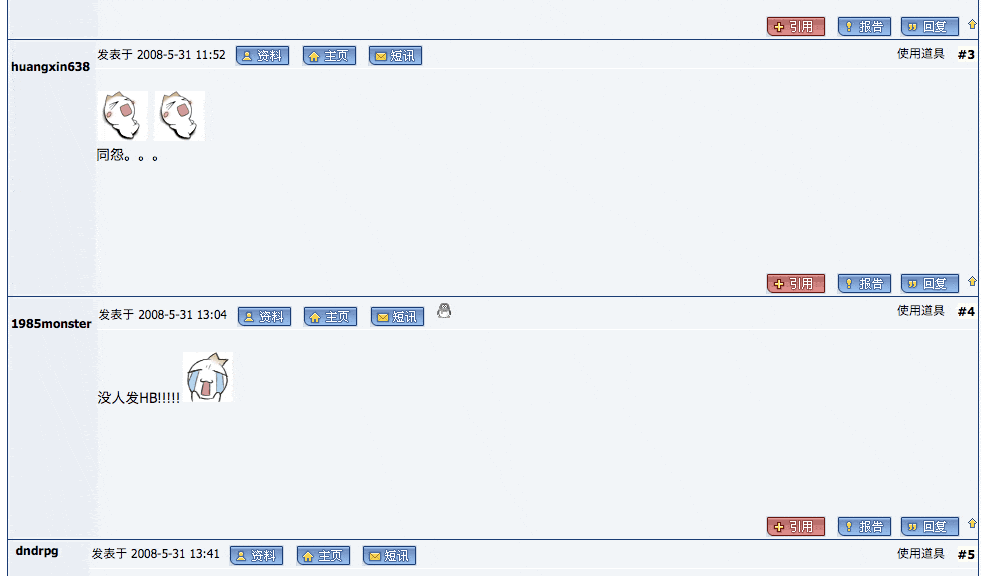 引用 报告 回复
huangxin638 发表于 2008-5-31 11:52 资料 主页 短讯 使用道具 #3
同怨。。。
引用 报告 回复
1985monster 发表于 2008-5-31 13:04 资料 主页 短讯 使用道具 #4
没人发HB!!!!!
引用 报告 回复
dndrpg 发表于 2008-5-31 13:41 资料 主页 短讯 使用道具 #5